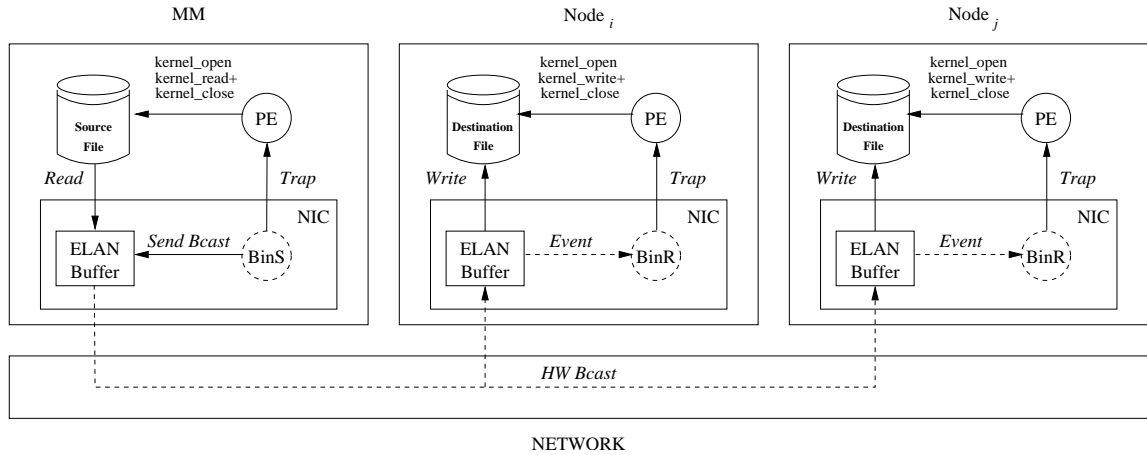 MM
Node i
Node j
kernel_open
kernel_read+
kernel_close
Source
File
PE
Read
Trap
NIC
ELAN
Buffer
Send Bcast
BinS
kernel_open
kernel_write+
kernel_close
Destination
File
PE
Write
Trap
NIC
ELAN
Buffer
Event
BinR
kernel_open
kernel_write+
kernel_close
Destination
File
PE
Write
Trap
NIC
ELAN
Buffer
Event
BinR
HW Bcast
NETWORK